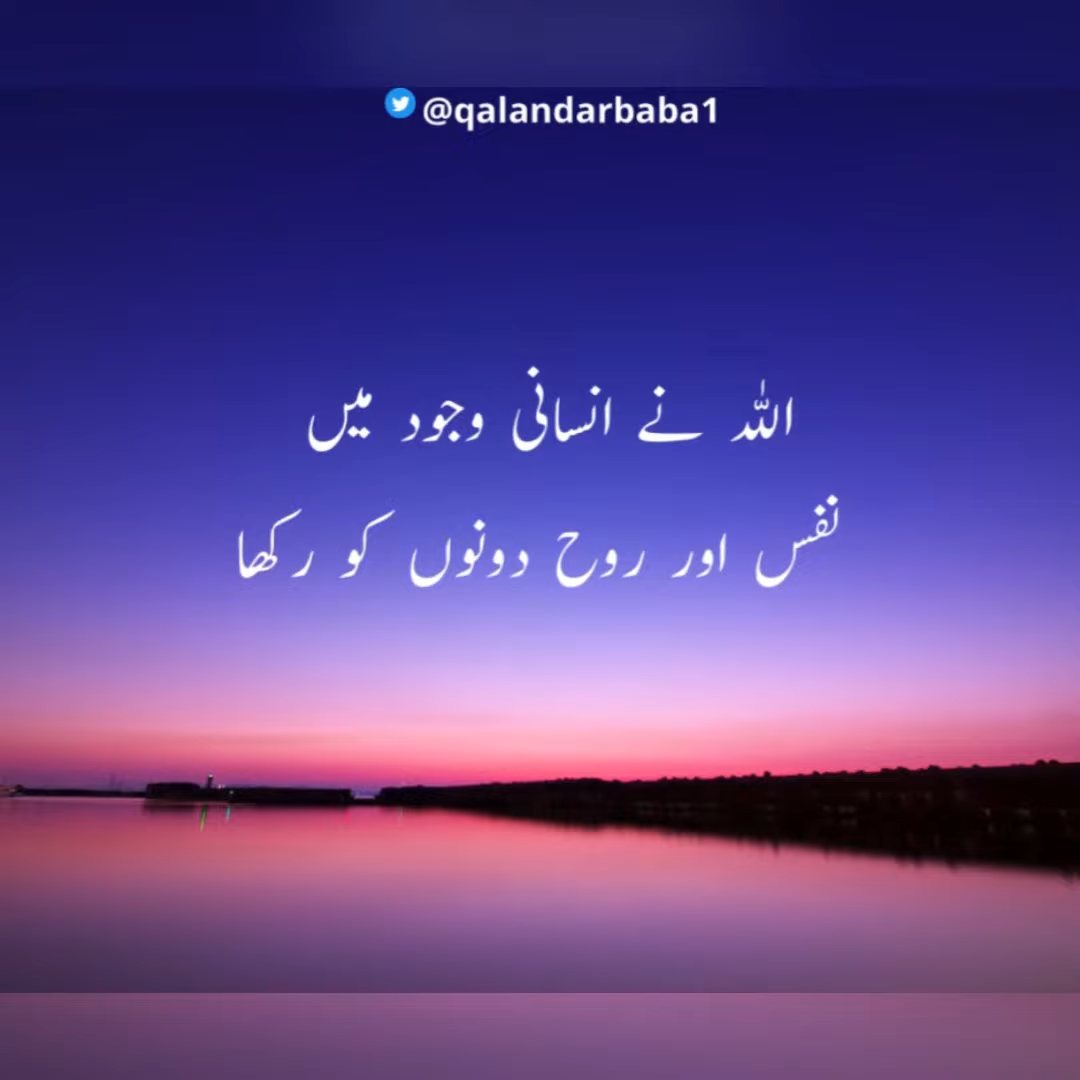 @qalandarbaba1
اللہ نے انسانی وجود میں
نفس اور روح دونوں کو رکھا